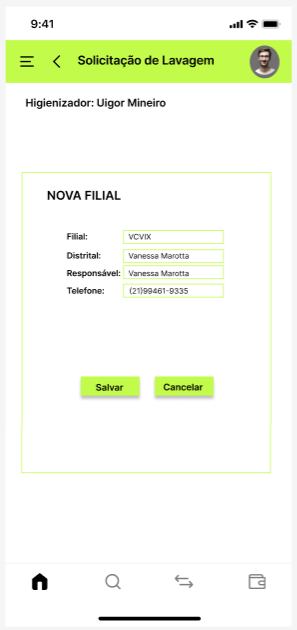 9:41
Solicitação de Lavagem
Higienizador: Uigor Mineiro
NOVA FILIAL
Filial: VCVIX
Distrital: Vanessa Marotta
Responsável: Vanessa Marotta
Telefone: (21)99461-9335
Salvar Cancelar